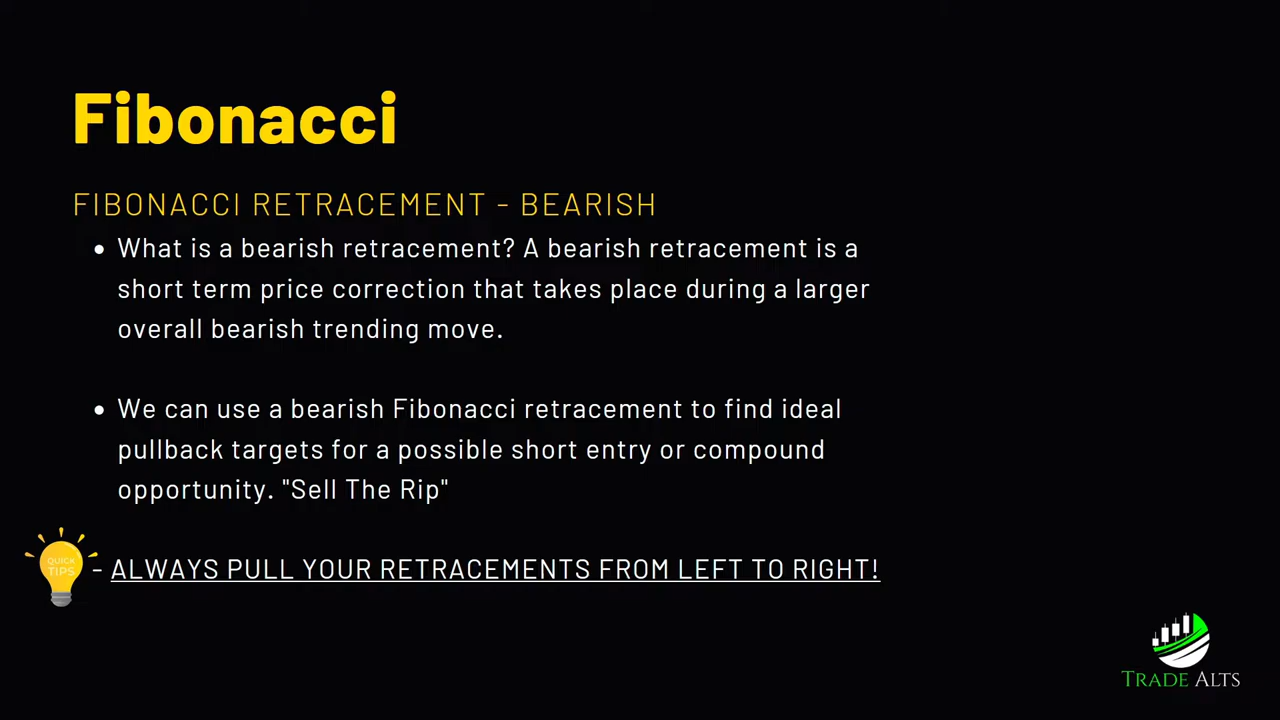 Fibonacci
FIBONACCI RETRACEMENT - BEARISH
• What is a bearish retracement? A bearish retracement is a
short term price correction that takes place during a larger
overall bearish trending move.
• We can use a bearish Fibonacci retracement to find ideal
pullback targets for a possible short entry or compound
opportunity. "Sell The Rip"
QUICK
TIPS
- ALWAYS PULL YOUR RETRACEMENTS FROM LEFT TO RIGHT!
TRADE ALTS